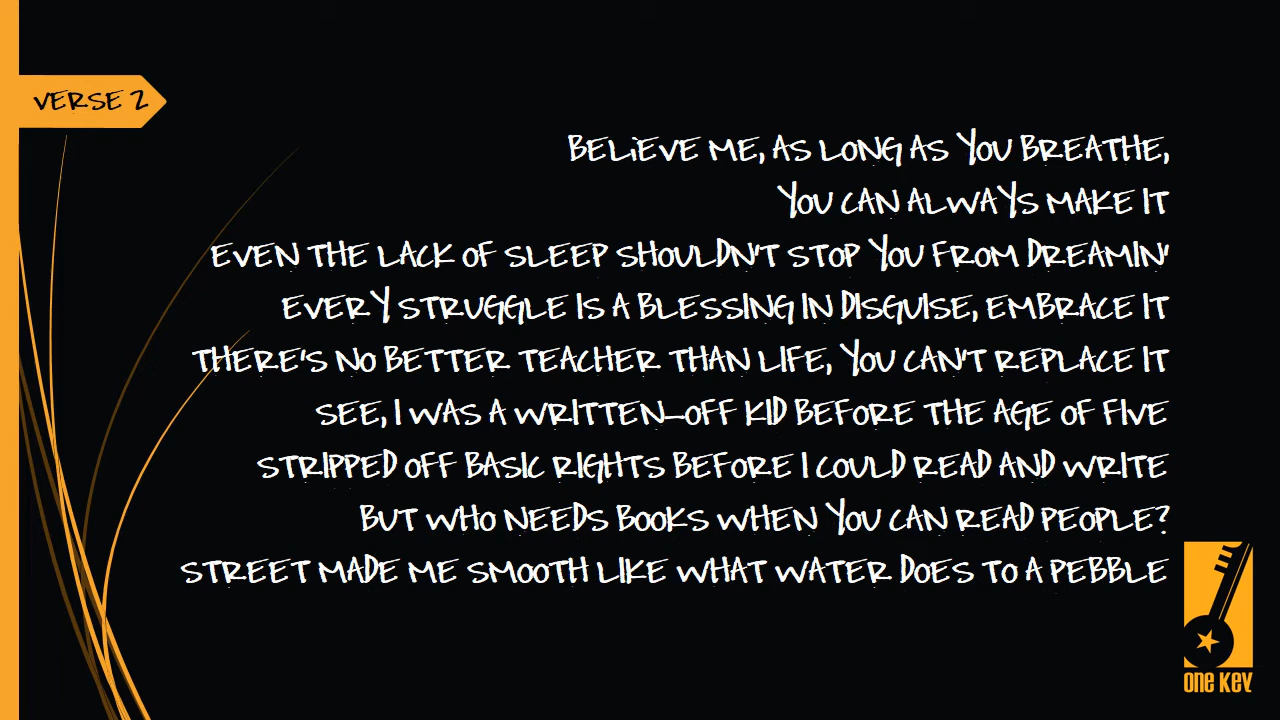 VERSE 2
BELIEVE ME, AS LONG AS YOU BREATHE,
YOU CAN ALWAYS MAKE IT
EVEN THE LACK OF SLEEP SHOULDN'T STOP YOU FROM DREAMIN'
EVERY STRUGGLE IS A BLESSING IN DISGUISE, EMBRACE IT
THERE'S NO BETTER TEACHER THAN LIFE, YOU CAN'T REPLACE IT
SEE, I WAS A WRITTEN-OFF KID BEFORE THE AGE OF FIVE
STRIPPED OFF BASIC RIGHTS BEFORE I COULD READ AND WRITE
BUT WHO NEEDS BOOKS WHEN YOU CAN READ PEOPLE?
STREET MADE ME SMOOTH LIKE WHAT WATER DOES TO A PEBBLE
ONE KEY